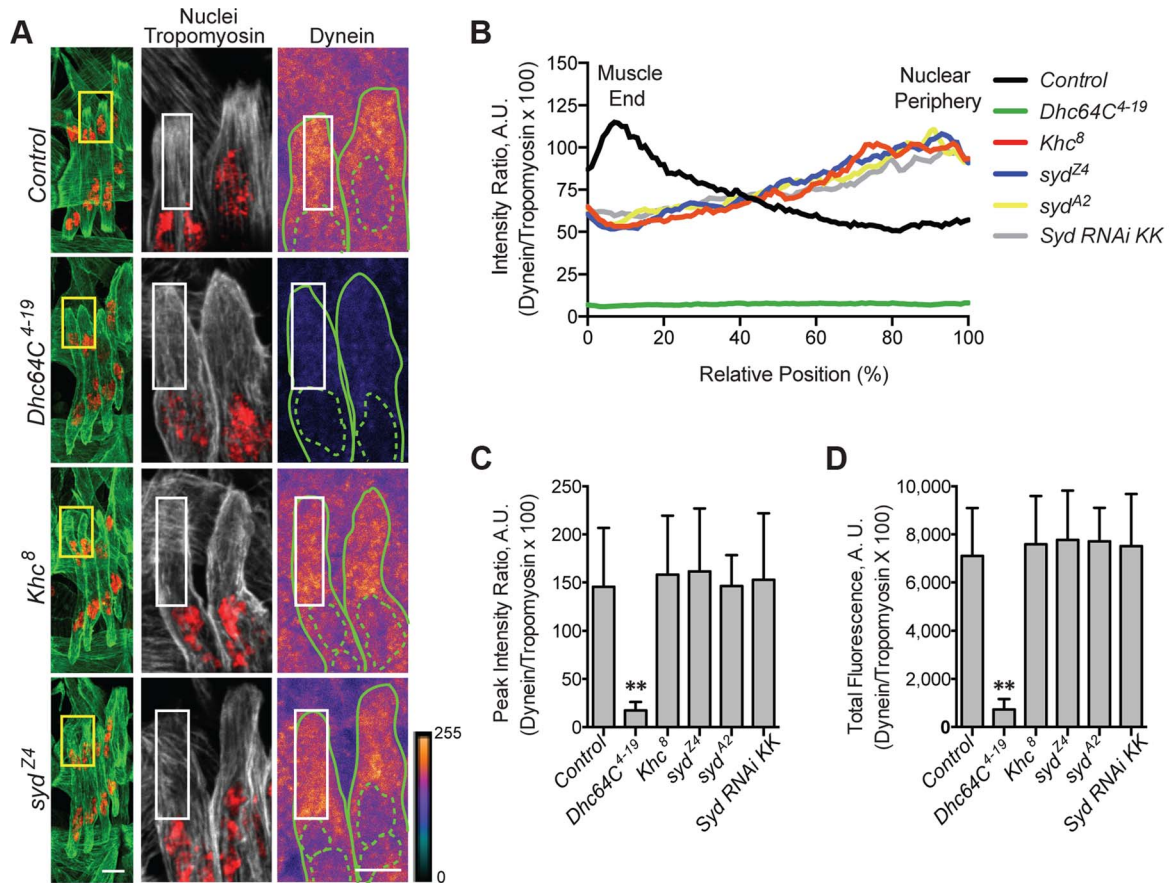 A
Nuclei
Tropomyosin
Dynein
Control
Dhc64C4-19
Khc8
sydZ4
255
0
B
Intensity Ratio, A.U.
(Dynein/Tropomyosin x 100)
150
125
100
75
50
25
0
Muscle
End
Nuclear
Periphery
0
20
40
60
80
100
Relative Position (%)
Control
Dhc64C4-19
Khc8
sydZ4
sydA2
Syd RNAi KK
C
Peak Intensity Ratio, A.U.
(Dynein/Tropomyosin x 100)
250
200
150
100
50
0
**
Control
Dhc64C4-19
Khc8
sydZ4
sydA2
Syd RNAi KK
D
Total Fluorescence, A. U.
(Dynein/Tropomyosin X 100)
10,000
8,000
6,000
4,000
2,000
0
**
Control
Dhc64C4-19
Khc8
sydZ4
sydA2
Syd RNAi KK